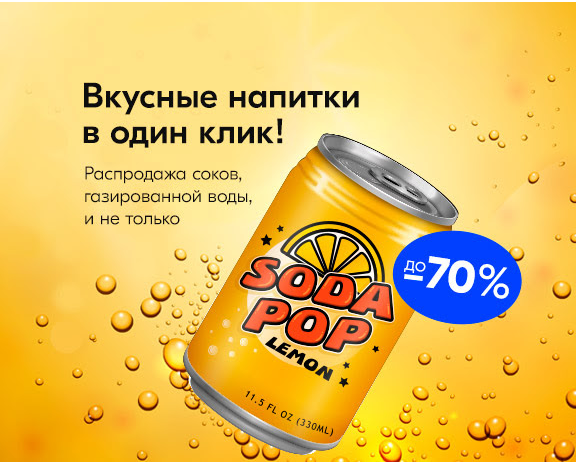 Вкусные напитки
в один клик!
Распродажа соков,
газированной воды,
и не только
до
–70%
SODA
POP
LEMON
11.5 FL OZ (330ML)